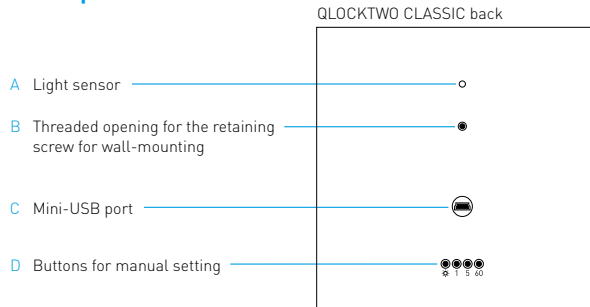 QLOCKTWO CLASSIC back
A Light sensor
B Threaded opening for the retaining
screw for wall-mounting
C Mini-USB port
D Buttons for manual setting
1 5 60